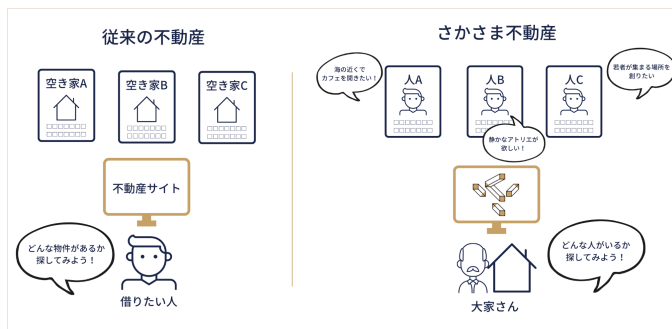 従来の不動産
空き家A
空き家B
空き家C
不動産サイト
どんな物件があるか
探してみよう！
借りたい人
さかさま不動産
海の近くで
カフェを開きたい！
人A
人B
人C
若者が集まる場所を
創りたい
静かなアトリエが
欲しい！
どんな人がいるか
探してみよう！
大家さん